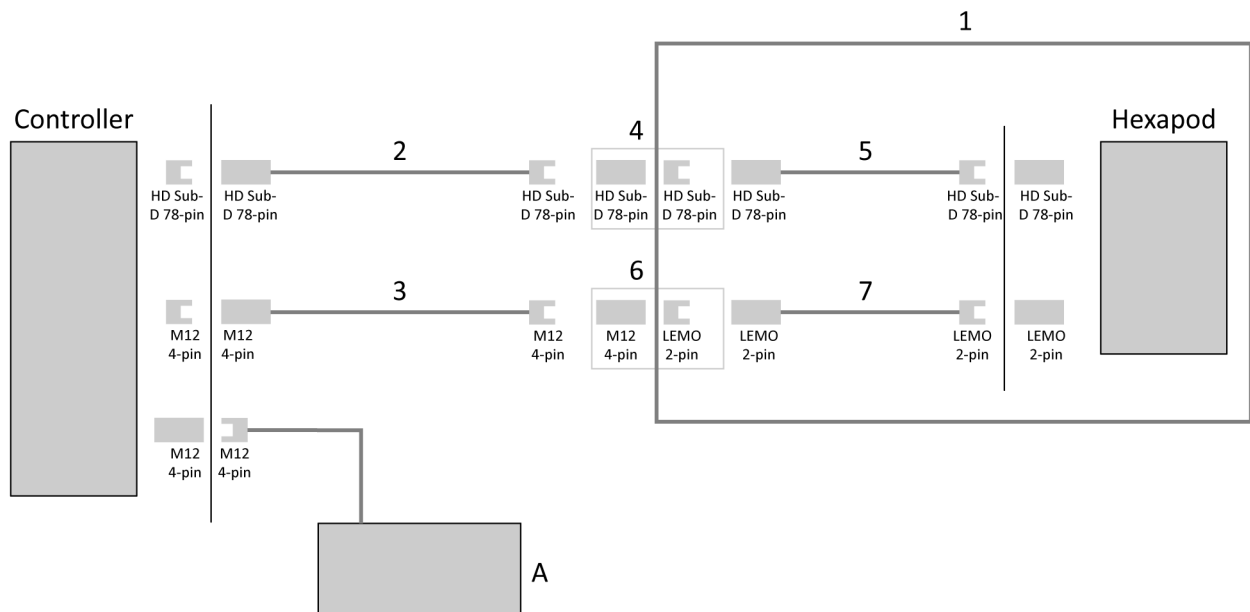 1
Controller
Hexapod
2
4
5
HD Sub-
D 78-pin
HD Sub-
D 78-pin
HD Sub-
D 78-pin
HD Sub-
D 78-pin
HD Sub-
D 78-pin
HD Sub-
D 78-pin
HD Sub-
D 78-pin
HD Sub-
D 78-pin
3
6
7
M12
4-pin
M12
4-pin
M12
4-pin
M12
4-pin
LEMO
2-pin
LEMO
2-pin
LEMO
2-pin
LEMO
2-pin
M12
4-pin
M12
4-pin
A